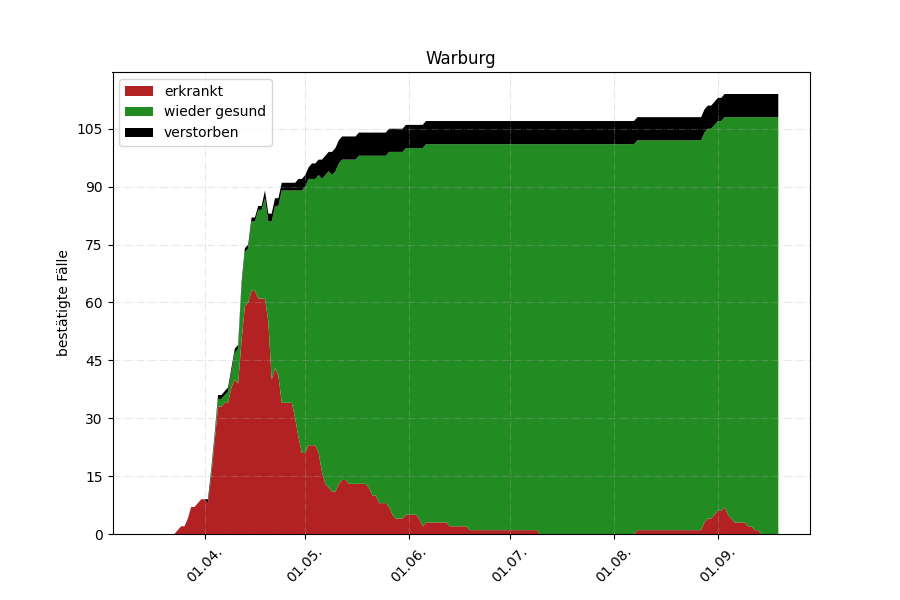 Warburg
erkrankt
wieder gesund
verstorben
bestätigte Fälle
105
90
75
60
45
30
15
0
01.04.
01.05.
01.06.
01.07.
01.08.
01.09.